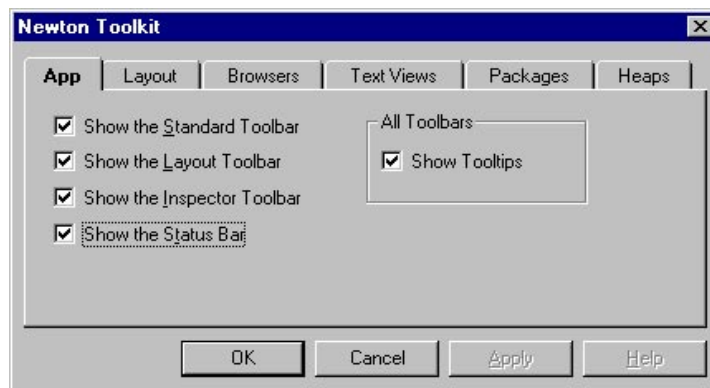 Newton Toolkit
App Layout Browsers Text Views Packages Heaps
Show the Standard Toolbar
Show the Layout Toolbar
Show the Inspector Toolbar
Show the Status Bar
All Toolbars
Show Tooltips
OK Cancel Apply Help